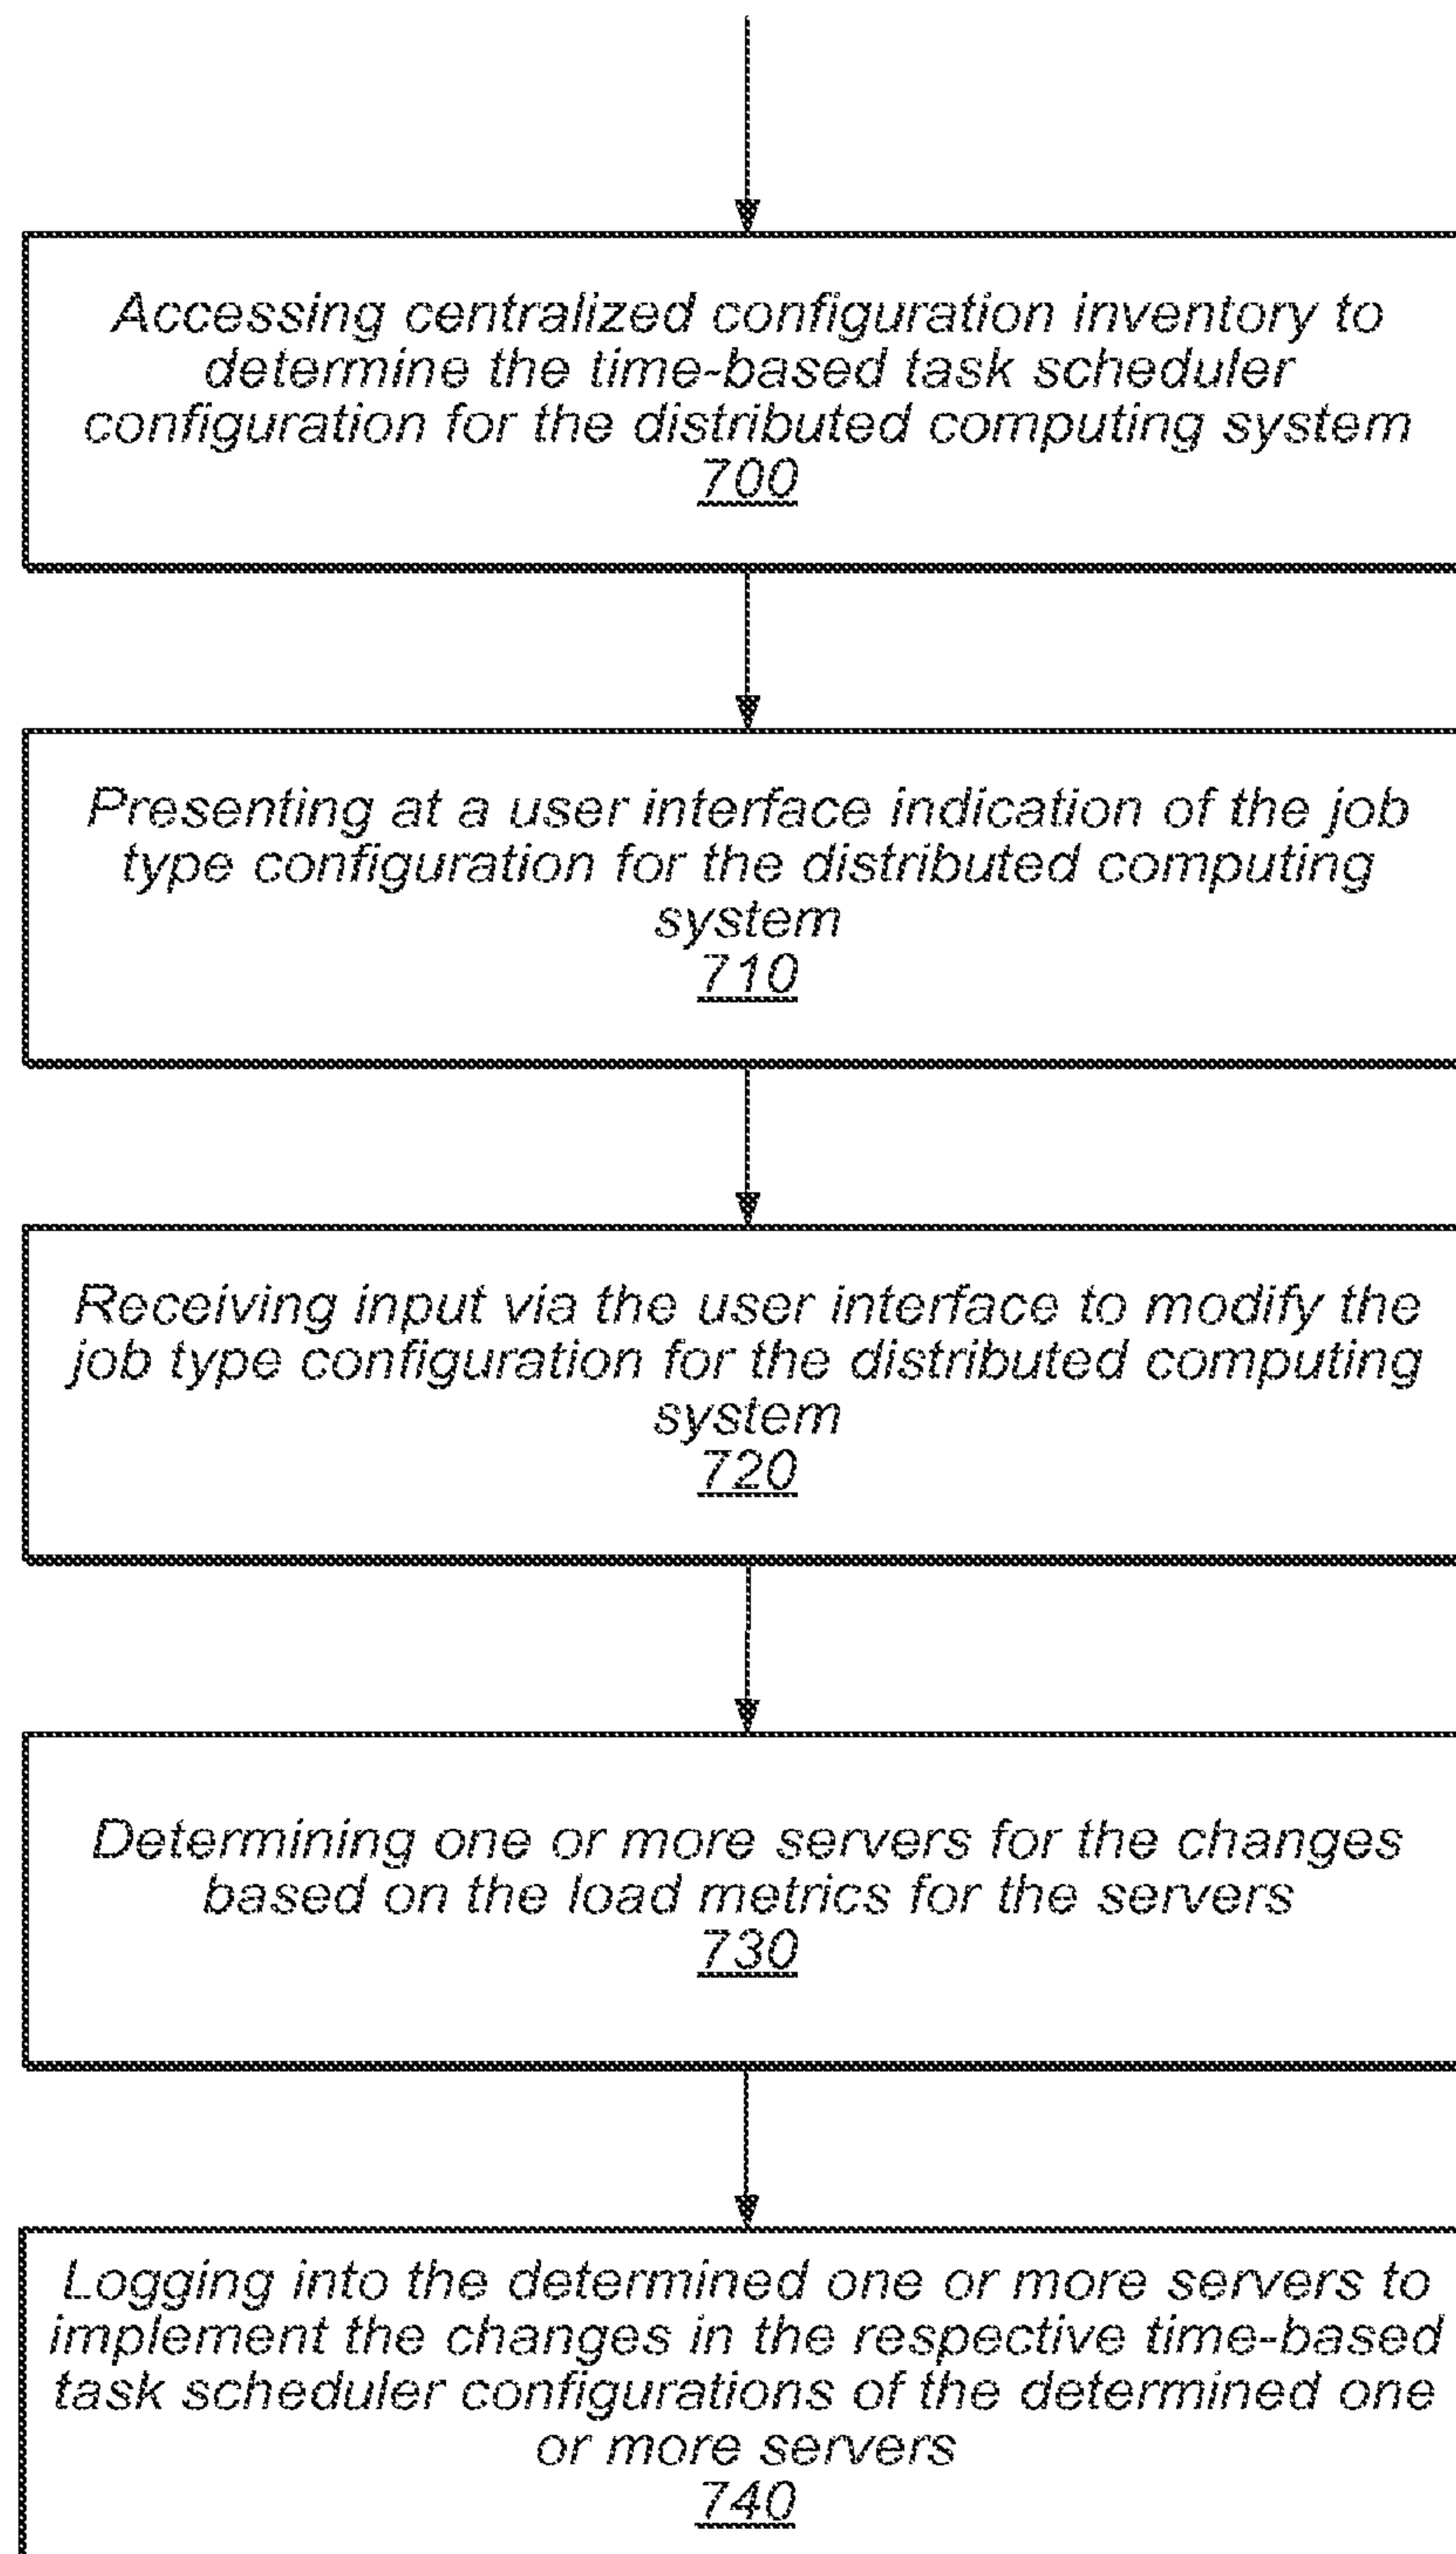 Accessing centralized configuration inventory to
determine the time-based task scheduler
configuration for the distributed computing system
700
Presenting at a user interface indication of the job
type configuration for the distributed computing
system
710
Receiving input via the user interface to modify the
job type configuration for the distributed computing
system
720
Determining one or more servers for the changes
based on the load metrics for the servers
730
Logging into the determined one or more servers to
implement the changes in the respective time-based
task scheduler configurations of the determined one
or more servers
740